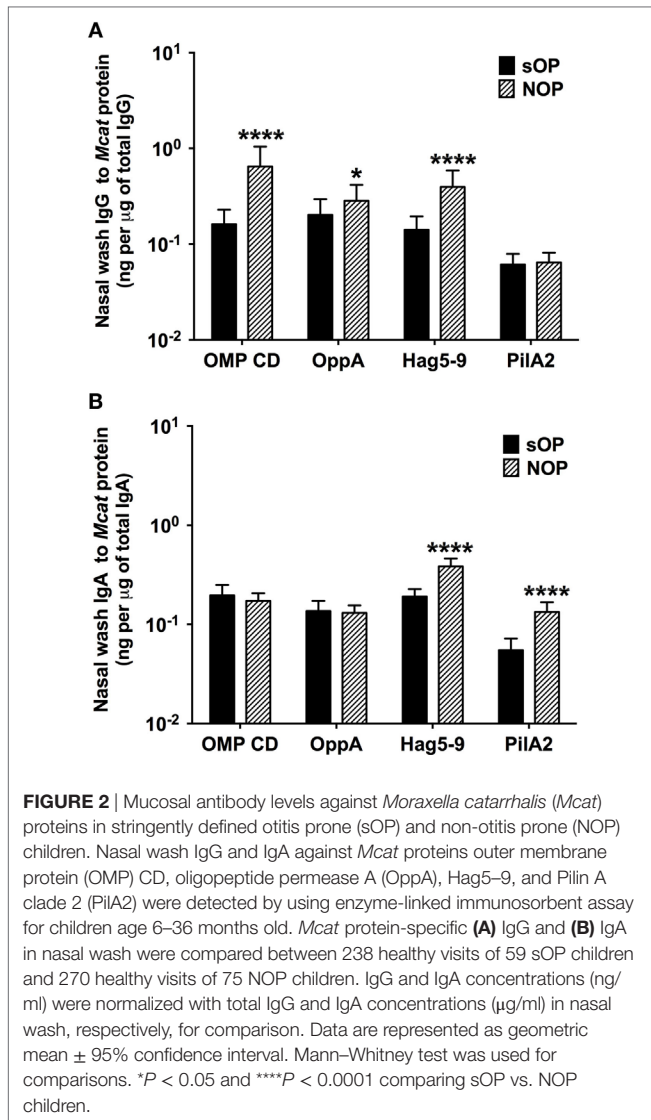 A
Nasal wash IgG to Mcat protein
(ng per μg of total IgG)
10¹
10⁰
10⁻¹
10⁻²
sOP
NOP
****
*
****
OMP CD OppA Hag5-9 PilA2
B
Nasal wash IgA to Mcat protein
(ng per μg of total IgA)
10¹
10⁰
10⁻¹
10⁻²
sOP
NOP
****
****
OMP CD OppA Hag5-9 PilA2
FIGURE 2 | Mucosal antibody levels against Moraxella catarrhalis (Mcat)
proteins in stringently defined otitis prone (sOP) and non-otitis prone (NOP)
children. Nasal wash IgG and IgA against Mcat proteins outer membrane
protein (OMP) CD, oligopeptide permease A (OppA), Hag5–9, and Pilin A
clade 2 (PilA2) were detected by using enzyme-linked immunosorbent assay
for children age 6–36 months old. Mcat protein-specific (A) IgG and (B) IgA
in nasal wash were compared between 238 healthy visits of 59 sOP children
and 270 healthy visits of 75 NOP children. IgG and IgA concentrations (ng/
ml) were normalized with total IgG and IgA concentrations (μg/ml) in nasal
wash, respectively, for comparison. Data are represented as geometric
mean ± 95% confidence interval. Mann–Whitney test was used for
comparisons. *P < 0.05 and ****P < 0.0001 comparing sOP vs. NOP
children.